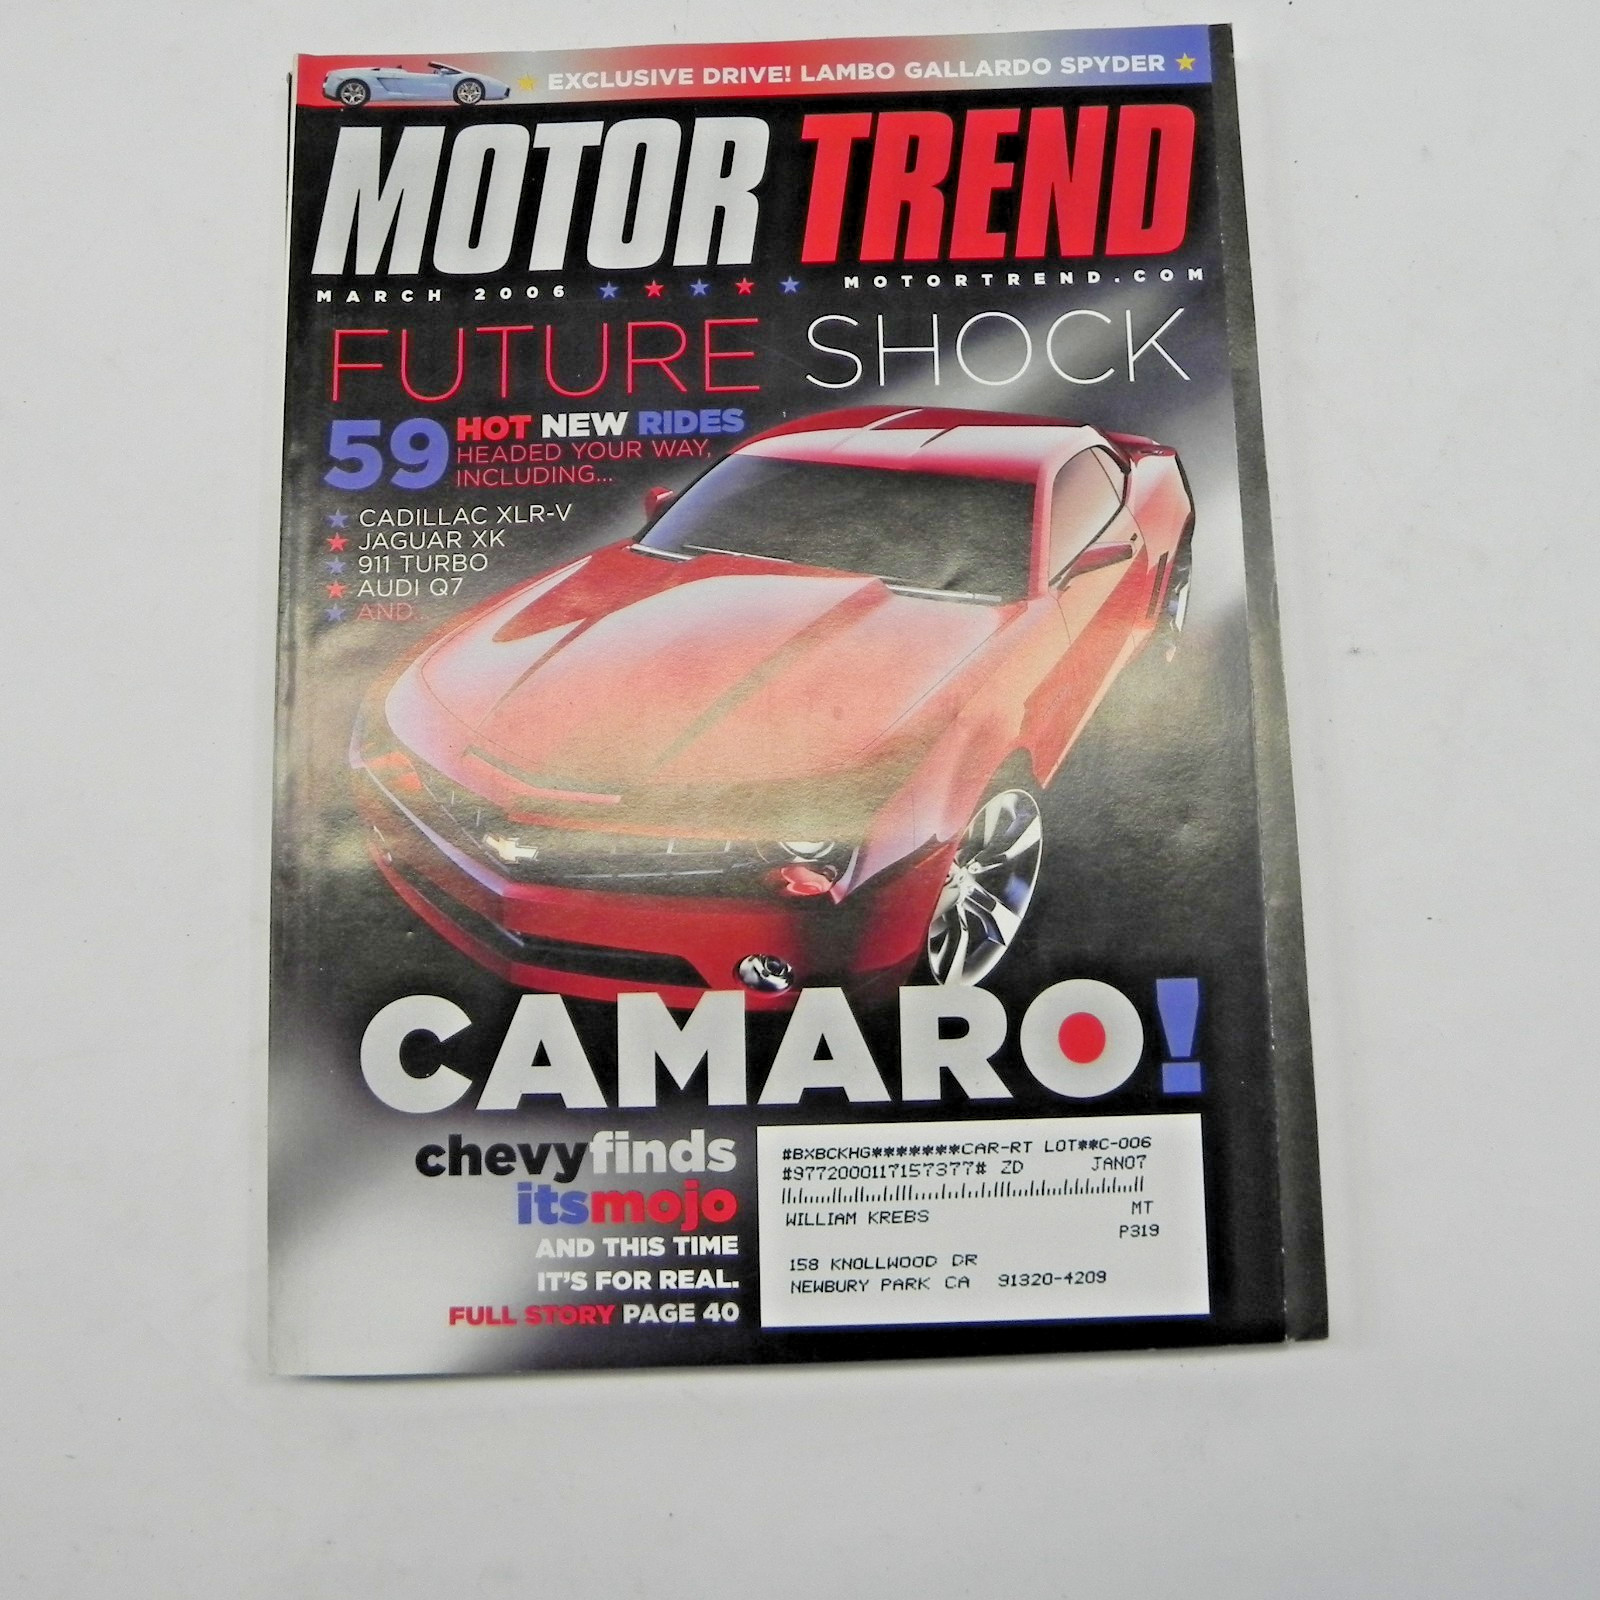 EXCLUSIVE DRIVE! LAMBO GALLARDO SPYDER
MOTOR TREND
MARCH 2006
MOTORTREND.COM
FUTURE SHOCK
59 HOT NEW RIDES
HEADED YOUR WAY,
INCLUDING...
CADILLAC XLR-V
JAGUAR XK
911 TURBO
AUDI Q7
AND...
CAMARO!
chevyfinds
itsmojo
AND THIS TIME
IT'S FOR REAL.
FULL STORY PAGE 40
#BXBCKHG*******CAR-RT LOT**C-006
#9772000117157377# ZD JAN07
WILLIAM KREBS MT
P319
158 KNOLLWOOD DR
NEWBURY PARK CA 91320-4209